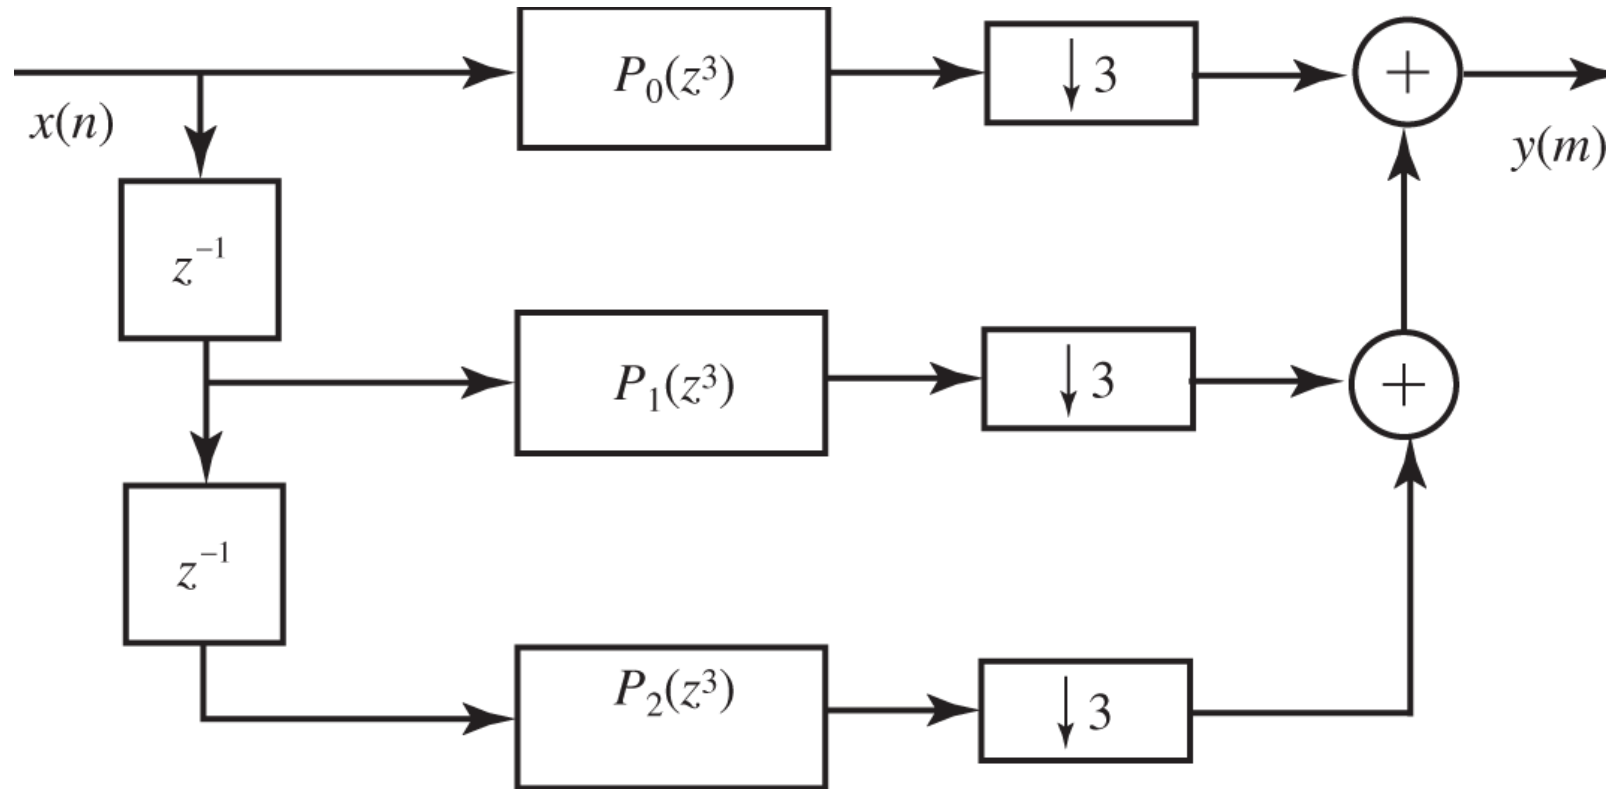 P₀(z³)
↓ 3
+
x(n)
y(m)
z⁻¹
P₁(z³)
↓ 3
+
z⁻¹
P₂(z³)
↓ 3